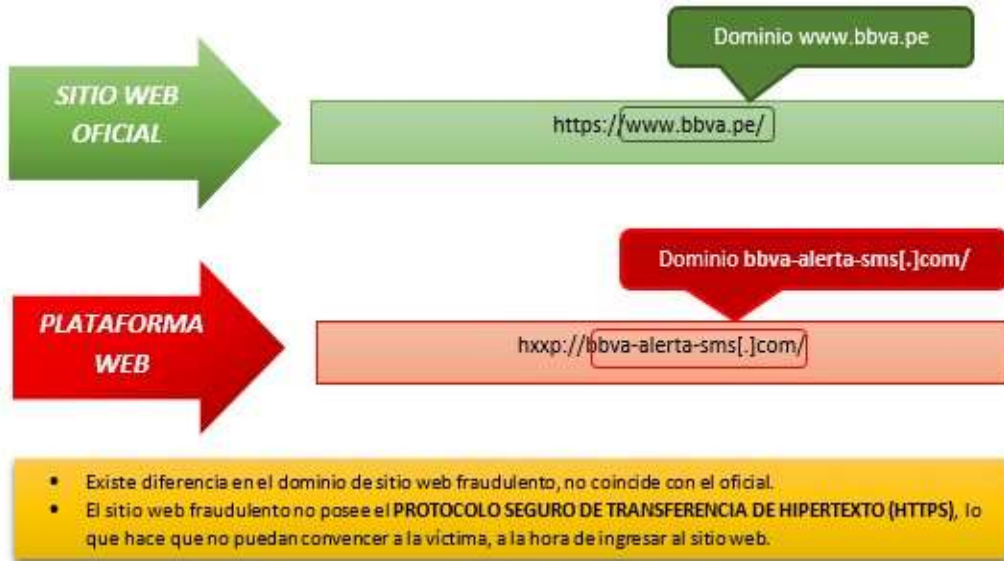 Dominio www.bbva.pe
SITIO WEB
OFICIAL
https://www.bbva.pe/
Dominio bbva-alerta-sms[.]com/
PLATAFORMA
WEB
hxxp://bbva-alerta-sms[.]com/
• Existe diferencia en el dominio de sitio web fraudulento, no coincide con el oficial.
• El sitio web fraudulento no posee el PROTOCOLO SEGURO DE TRANSFERENCIA DE HIPERTEXTO (HTTPS), lo
que hace que no puedan convencer a la víctima, a la hora de ingresar al sitio web.